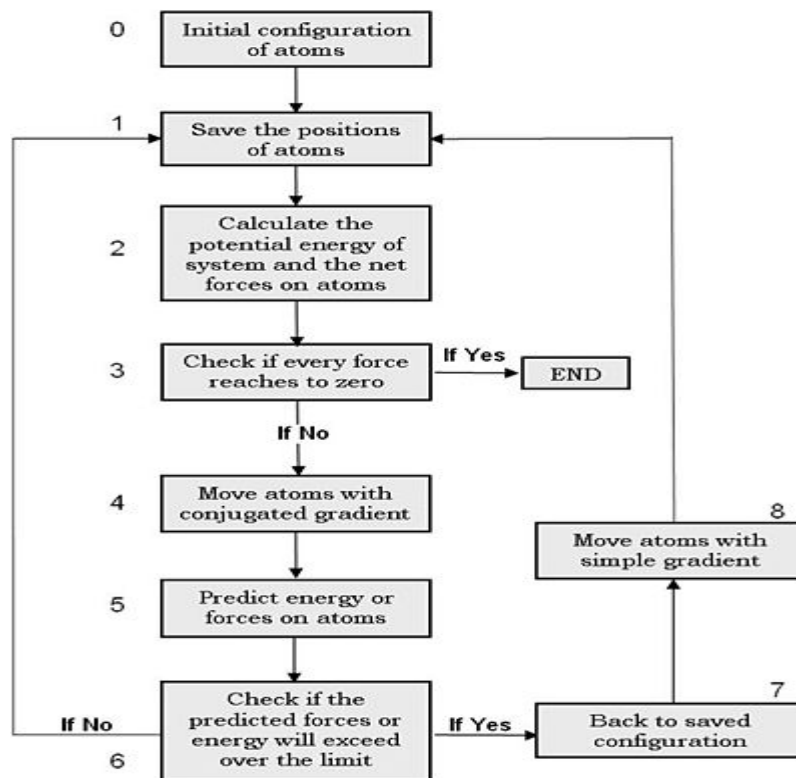 0
Initial configuration
of atoms
1
Save the positions
of atoms
2
Calculate the
potential energy of
system and the net
forces on atoms
3
Check if every force
reaches to zero
If Yes
END
If No
4
Move atoms with
conjugated gradient
8
Move atoms with
simple gradient
5
Predict energy or
forces on atoms
6
Check if the
predicted forces or
energy will exceed
over the limit
If No
If Yes
7
Back to saved
configuration